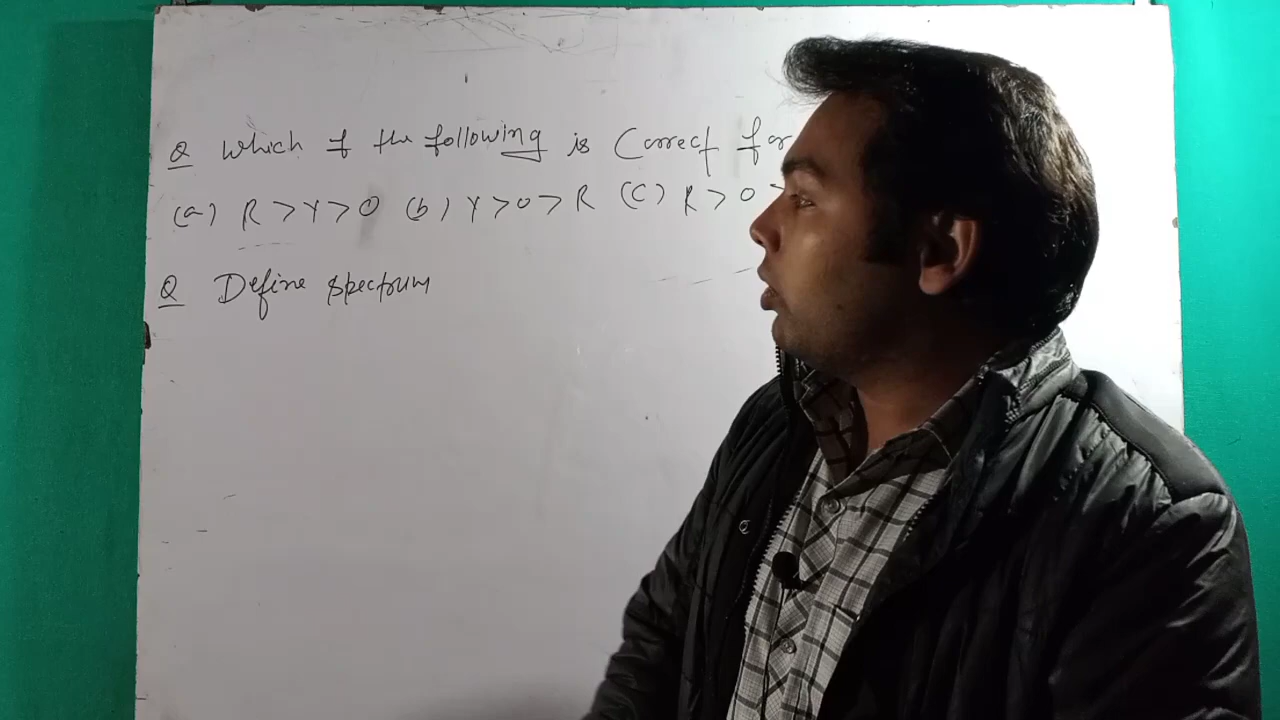 Q Which of the following is Correct for
(a) R > Y > O (b) Y > O > R (c) R > O >
Q Define spectrum